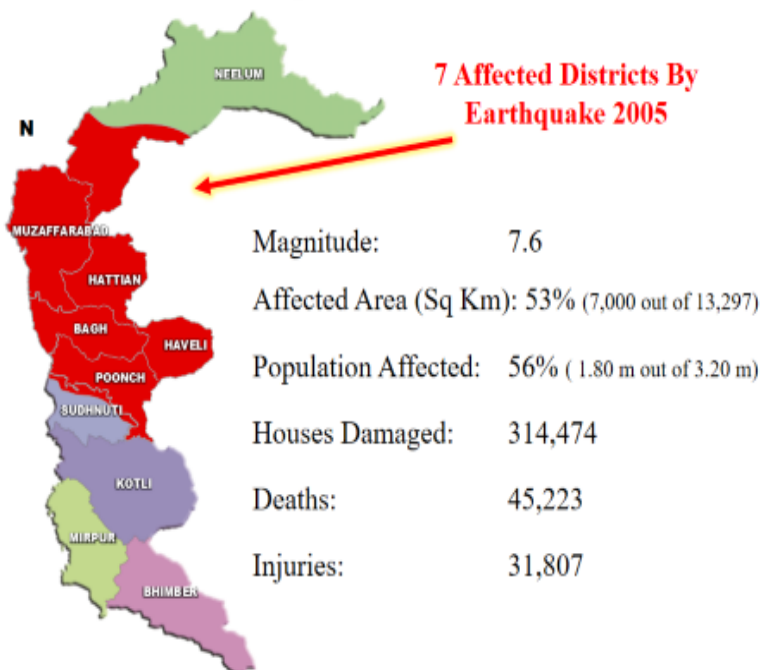 NEELUM
7 Affected Districts By
Earthquake 2005
N
MUZAFFARABAD
Magnitude: 7.6
HATTIAN
Affected Area (Sq Km): 53% (7,000 out of 13,297)
BAGH
HAVELI
POONCH
Population Affected: 56% ( 1.80 m out of 3.20 m)
SUDHNUTI
Houses Damaged: 314,474
KOTLI
Deaths: 45,223
MIRPUR
Injuries: 31,807
BHIMBER